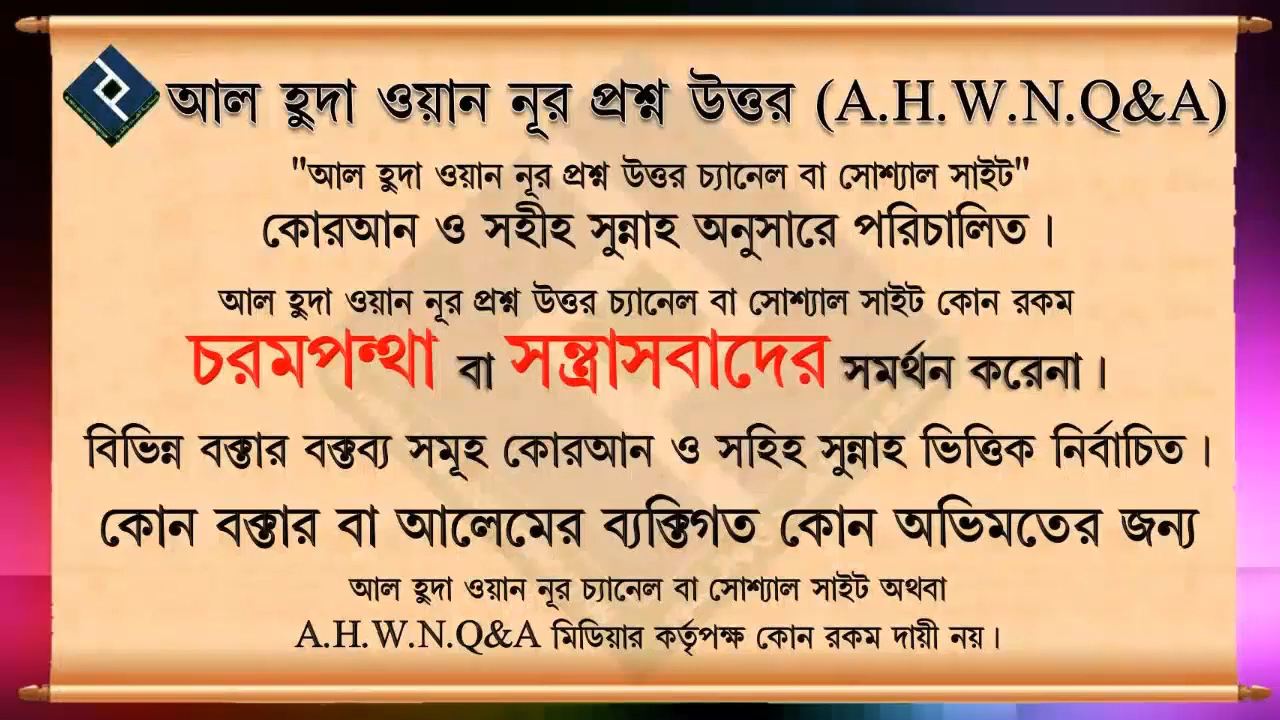 আল হুদা ওয়ান নূর প্রশ্ন উত্তর (A.H.W.N.Q&A)
"আল হুদা ওয়ান নূর প্রশ্ন উত্তর চ্যানেল বা সোশ্যাল সাইট"
কোরআন ও সহীহ সুন্নাহ অনুসারে পরিচালিত।
আল হুদা ওয়ান নূর প্রশ্ন উত্তর চ্যানেল বা সোশ্যাল সাইট কোন রকম
চরমপন্থা বা সন্ত্রাসবাদের সমর্থন করেনা।
বিভিন্ন বক্তার বক্তব্য সমূহ কোরআন ও সহিহ সুন্নাহ ভিত্তিক নির্বাচিত।
কোন বক্তার বা আলেমের ব্যক্তিগত কোন অভিমতের জন্য
আল হুদা ওয়ান নূর চ্যানেল বা সোশ্যাল সাইট অথবা
A.H.W.N.Q&A মিডিয়ার কর্তৃপক্ষ কোন রকম দায়ী নয়।